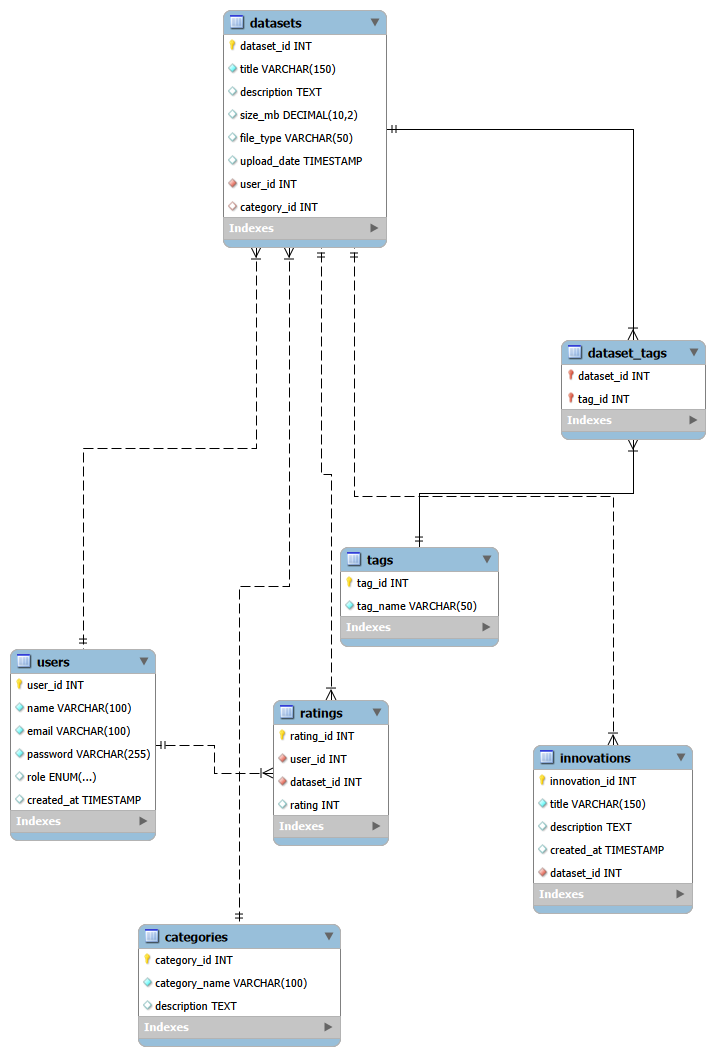 datasets
dataset_id INT
title VARCHAR(150)
description TEXT
size_mb DECIMAL(10,2)
file_type VARCHAR(50)
upload_date TIMESTAMP
user_id INT
category_id INT
Indexes
dataset_tags
dataset_id INT
tag_id INT
Indexes
tags
tag_id INT
tag_name VARCHAR(50)
Indexes
users
user_id INT
name VARCHAR(100)
email VARCHAR(100)
password VARCHAR(255)
role ENUM(...)
created_at TIMESTAMP
Indexes
ratings
rating_id INT
user_id INT
dataset_id INT
rating INT
Indexes
innovations
innovation_id INT
title VARCHAR(150)
description TEXT
created_at TIMESTAMP
dataset_id INT
Indexes
categories
category_id INT
category_name VARCHAR(100)
description TEXT
Indexes